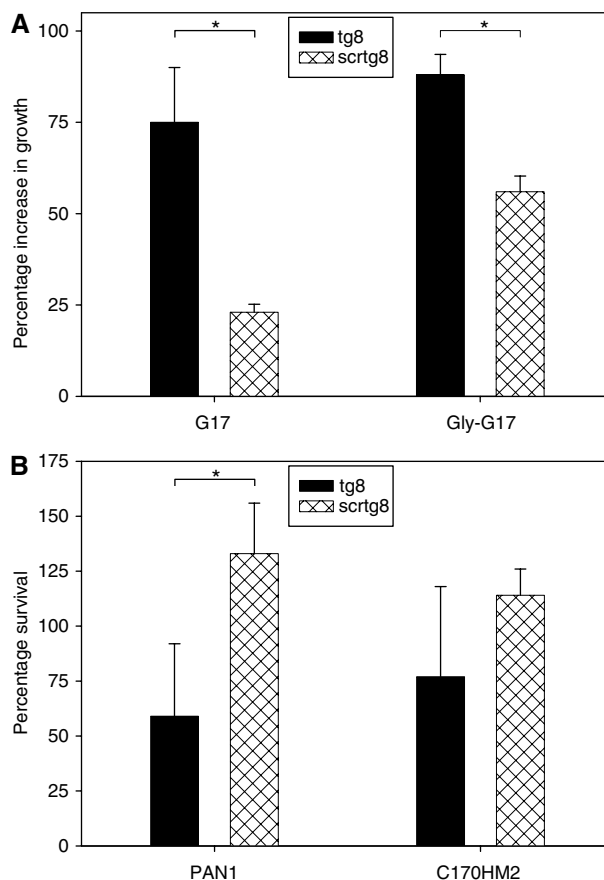 A
Percentage increase in growth
100
75
50
25
0
*
*
tg8
scrtg8
G17
Gly-G17
B
Percentage survival
175
150
125
100
75
50
25
0
*
tg8
scrtg8
PAN1
C170HM2